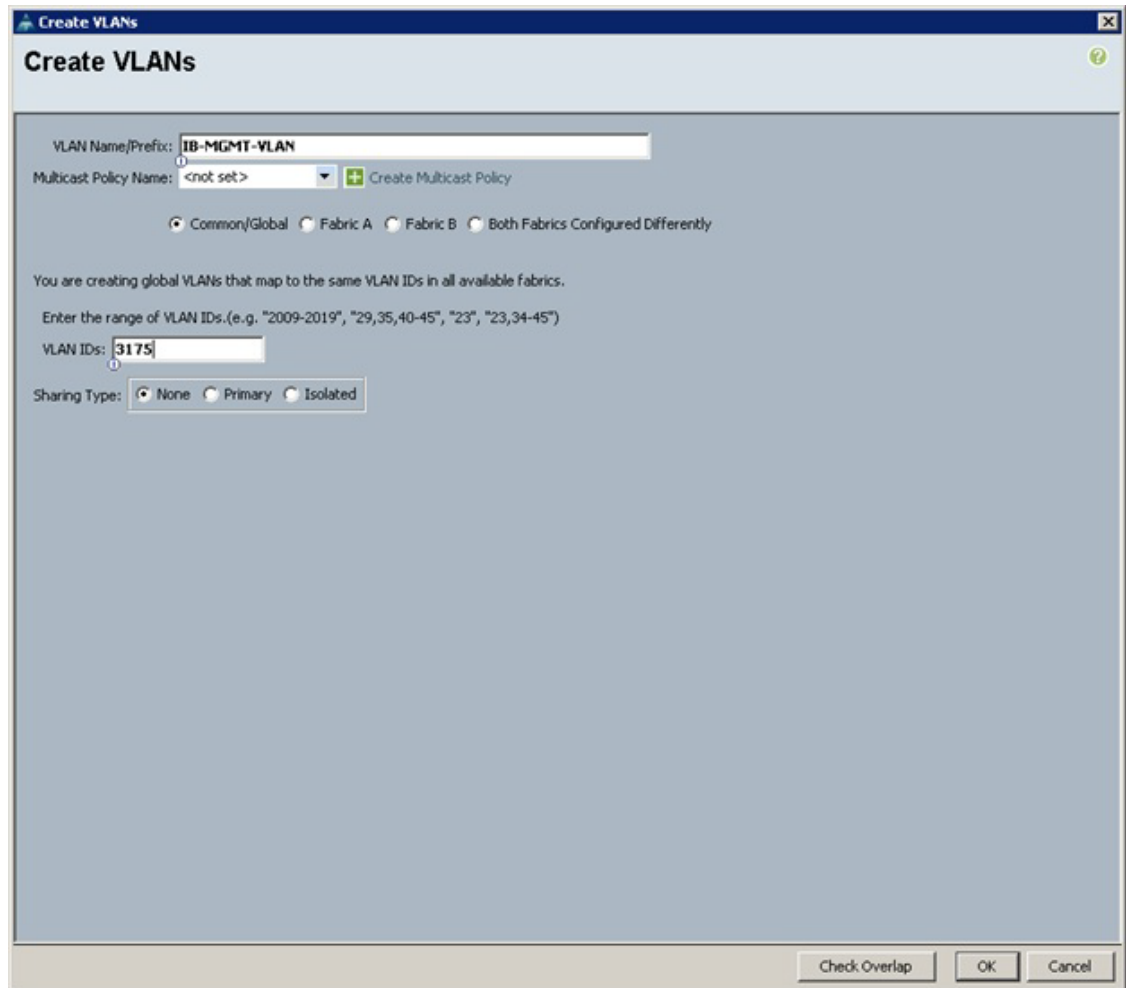 Create VLANs
Create VLANs
VLAN Name/Prefix: IB-MGMT-VLAN
Multicast Policy Name: <not set> Create Multicast Policy
Common/Global Fabric A Fabric B Both Fabrics Configured Differently
You are creating global VLANs that map to the same VLAN IDs in all available fabrics.
Enter the range of VLAN IDs.(e.g. "2009-2019", "29,35,40-45", "23", "23,34-45")
VLAN IDs: 3175
Sharing Type: None Primary Isolated
Check Overlap OK Cancel